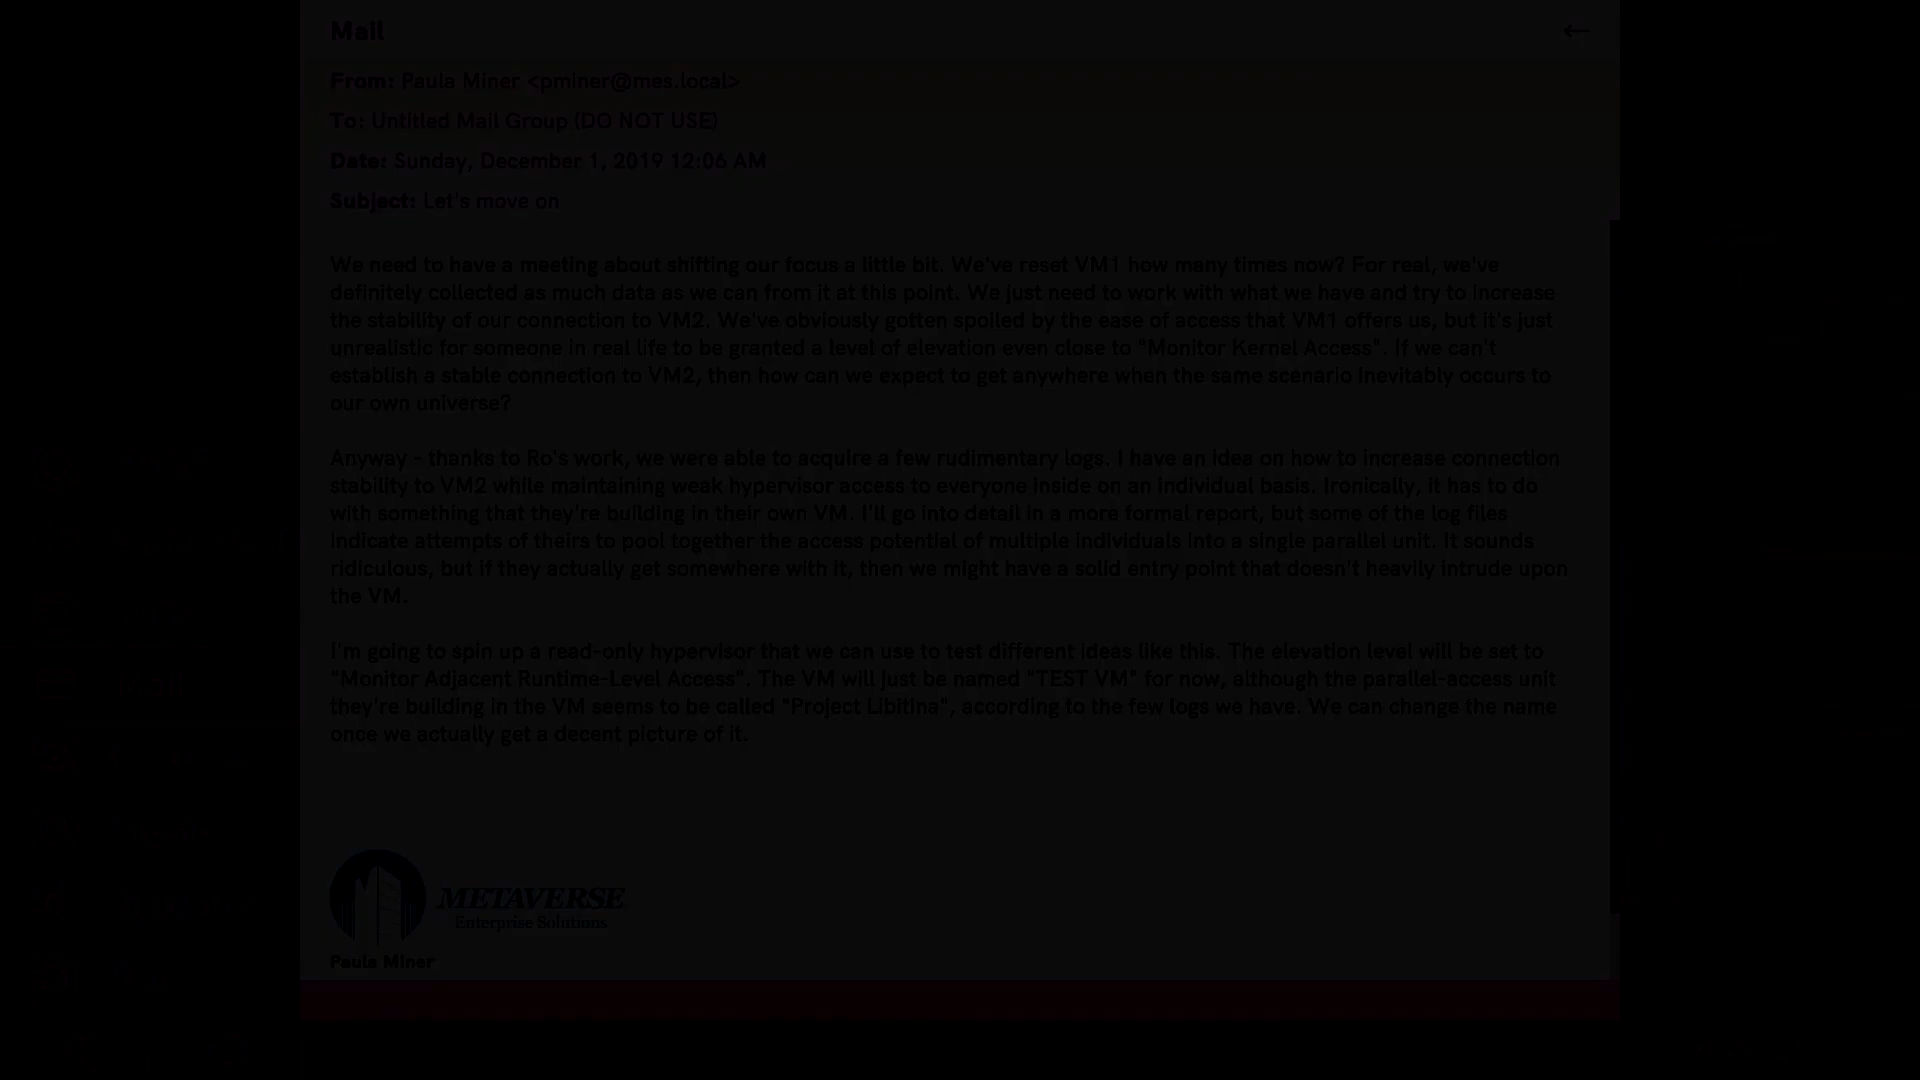 Mail
←
From: Paula Miner <pminer@mes.local>
To: Untitled Mail Group (DO NOT USE)
Date: Sunday, December 1, 2019 12:06 AM
Subject: Let's move on
We need to have a meeting about shifting our focus a little bit. We've reset VM1 how many times now? For real, we've
definitely collected as much data as we can from it at this point. We just need to work with what we have and try to increase
the stability of our connection to VM2. We've obviously gotten spoiled by the ease of access that VM1 offers us, but it's just
unrealistic for someone in real life to be granted a level of elevation even close to "Monitor Kernel Access". If we can't
establish a stable connection to VM2, then how can we expect to get anywhere when the same scenario inevitably occurs to
our own universe?
Anyway - thanks to Ro's work, we were able to acquire a few rudimentary logs. I have an idea on how to increase connection
stability to VM2 while maintaining weak hypervisor access to everyone inside on an individual basis. Ironically, it has to do
with something that they're building in their own VM. I'll go into detail in a more formal report, but some of the log files
indicate attempts of theirs to pool together the access potential of multiple individuals into a single parallel unit. It sounds
ridiculous, but if they actually get somewhere with it, then we might have a solid entry point that doesn't heavily intrude upon
the VM.
I'm going to spin up a read-only hypervisor that we can use to test different ideas like this. The elevation level will be set to
"Monitor Adjacent Runtime-Level Access". The VM will just be named "TEST VM" for now, although the parallel-access unit
they're building in the VM seems to be called "Project Libitina", according to the few logs we have. We can change the name
once we actually get a decent picture of it.
METAVERSE
Enterprise Solutions
Paula Miner